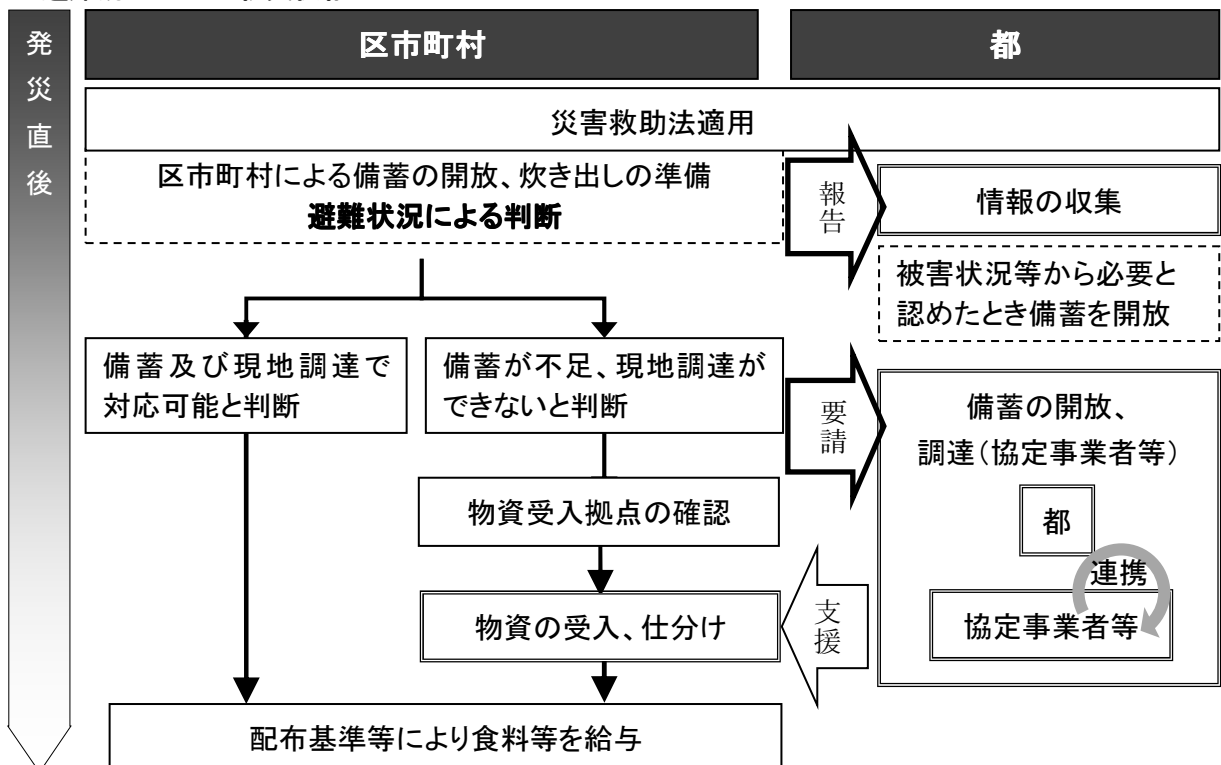 発災直後
区市町村
都
災害救助法適用
区市町村による備蓄の開放、炊き出しの準備
避難状況による判断
報告
情報の収集
被害状況等から必要と
認めたとき備蓄を開放
備蓄及び現地調達で
対応可能と判断
備蓄が不足、現地調達が
できないと判断
要請
備蓄の開放、
調達(協定事業者等)
都
連携
協定事業者等
物資受入拠点の確認
物資の受入、仕分け
支援
配布基準等により食料等を給与